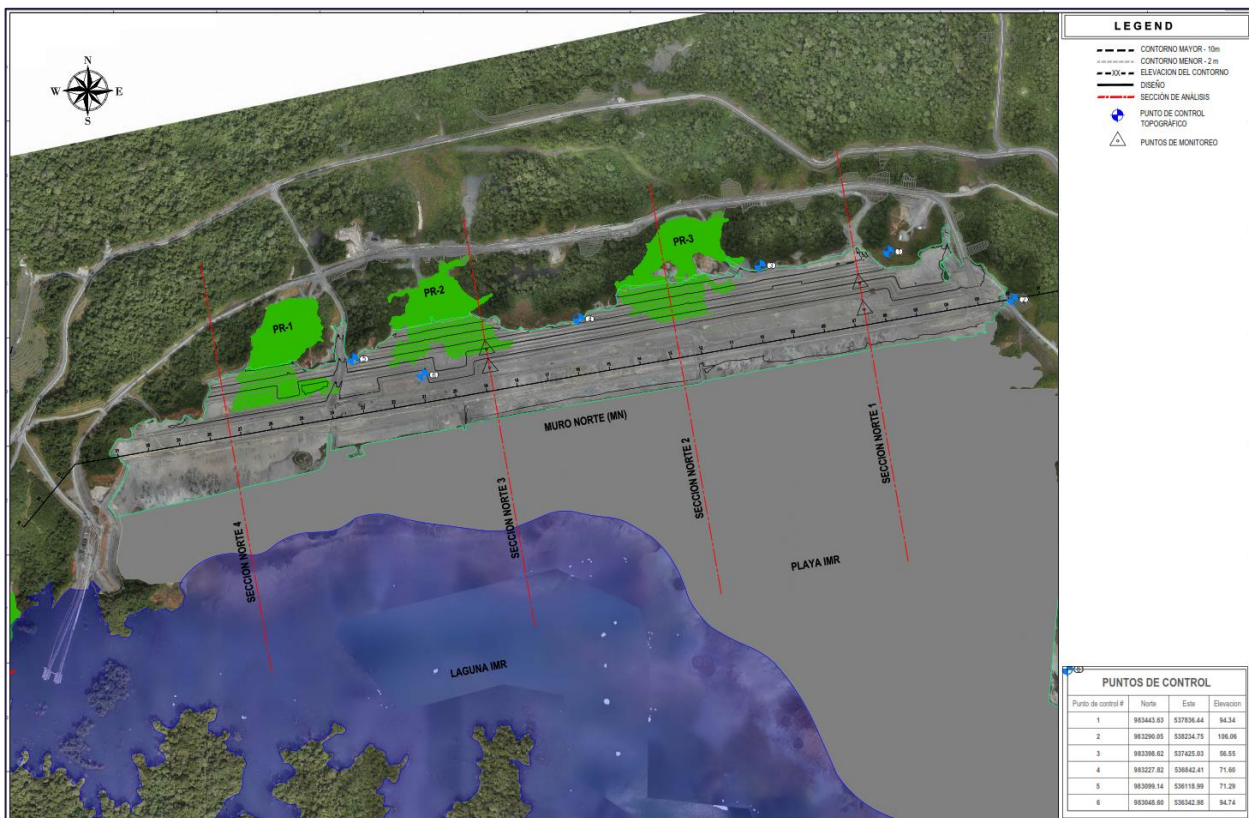 LEGEND
CONTORNO MAYOR - 10m
CONTORNO MENOR - 2 m
XX ELEVACION DEL CONTORNO
DISEÑO
SECCIÓN DE ANÁLISIS
PUNTO DE CONTROL
TOPOGRÁFICO
PUNTOS DE MONITOREO
N
W E
S
PR-1
PR-2
PR-3
MURO NORTE (MN)
SECCION NORTE 4
SECCION NORTE 3
SECCION NORTE 2
SECCION NORTE 1
PLAYA IMR
LAGUNA IMR
PUNTOS DE CONTROL
Punto de control # Norte Este Elevacion
1 983443.63 537836.44 94.34
2 983290.05 538234.75 106.06
3 983398.62 537425.03 56.55
4 983227.82 536842.41 71.60
5 983099.14 536118.99 71.29
6 983048.60 536342.98 94.74